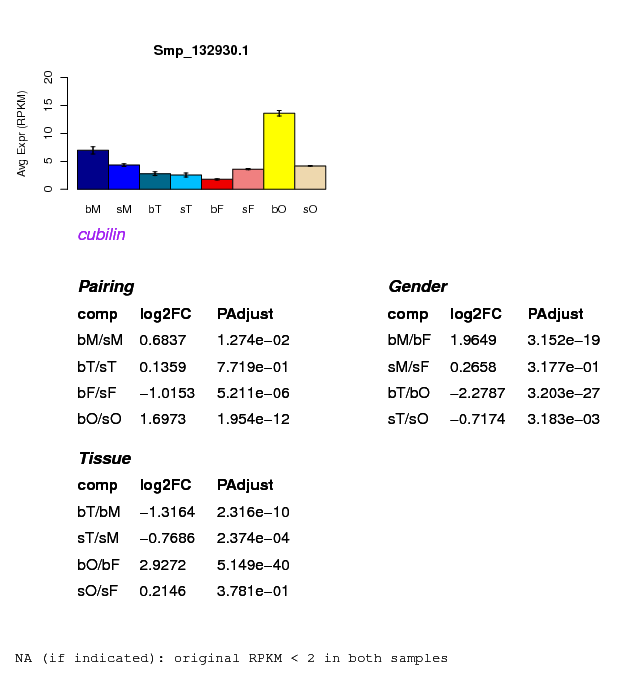 Smp_132930.1
Avg Expr (RPKM)
20
15
10
5
0
bM sM bT sT bF sF bO sO
cubilin
Pairing
comp log2FC PAdjust
bM/sM 0.6837 1.274e−02
bT/sT 0.1359 7.719e−01
bF/sF −1.0153 5.211e−06
bO/sO 1.6973 1.954e−12
Gender
comp log2FC PAdjust
bM/bF 1.9649 3.152e−19
sM/sF 0.2658 3.177e−01
bT/bO −2.2787 3.203e−27
sT/sO −0.7174 3.183e−03
Tissue
comp log2FC PAdjust
bT/bM −1.3164 2.316e−10
sT/sM −0.7686 2.374e−04
bO/bF 2.9272 5.149e−40
sO/sF 0.2146 3.781e−01
NA (if indicated): original RPKM < 2 in both samples